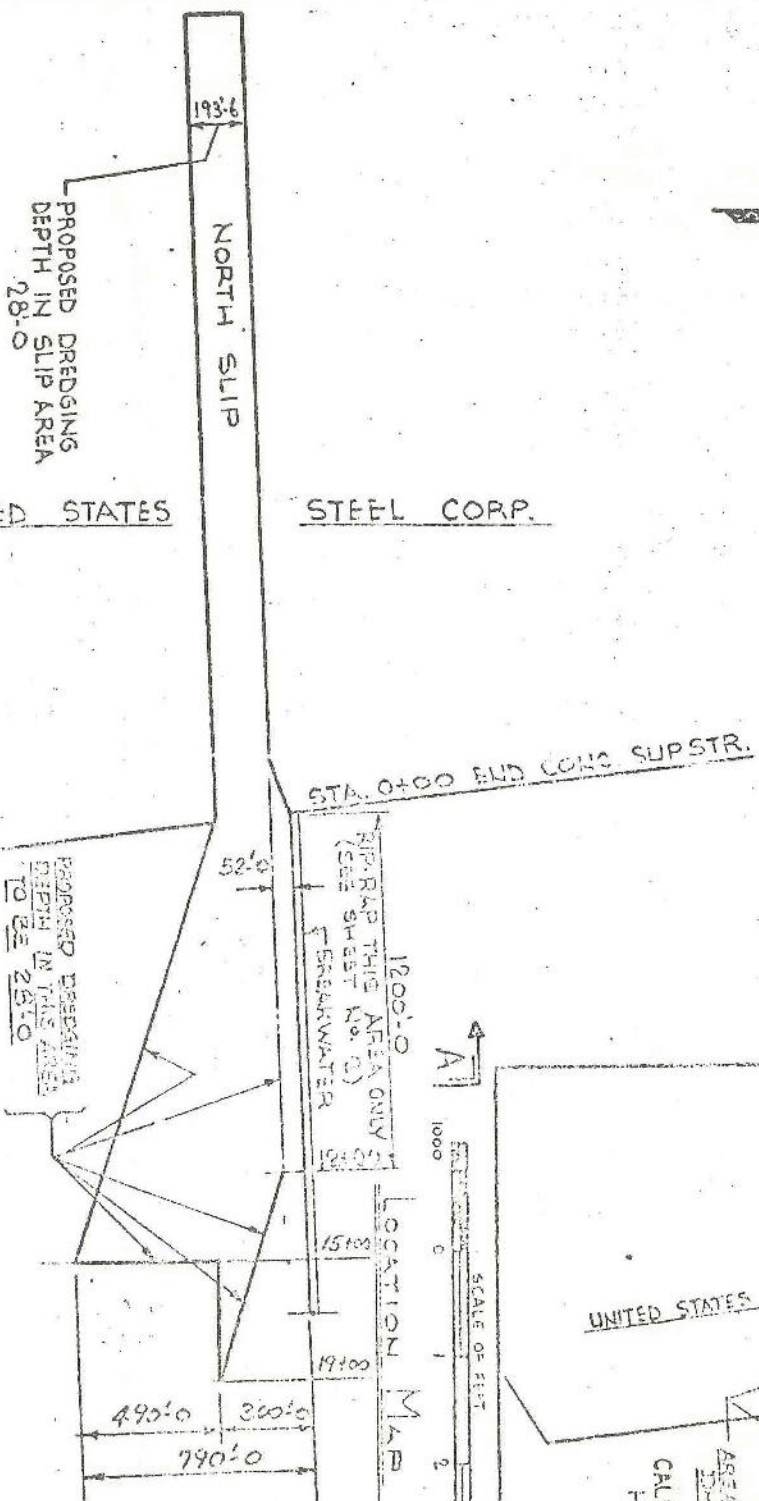 193'-6
PROPOSED DREDGING
DEPTH IN SLIP AREA
28'-0
NORTH SLIP
ED STATES
STEEL CORP.
STA. 0+00 END CONC. SUPSTR.
1200'-0
RIP-RAP THIS AREA ONLY
(SEE SHEET No.
BREAKWATER
52'-0
PROPOSED DREDGING
DEPTH IN THIS AREA
TO BE 28'-0
12+00
15+00
19+00
LOCATION MAP
A
1000
0
1
2
SCALE OF FEET
490'-0
300'-0
790'-0
UNITED STATES
AREA
CAL